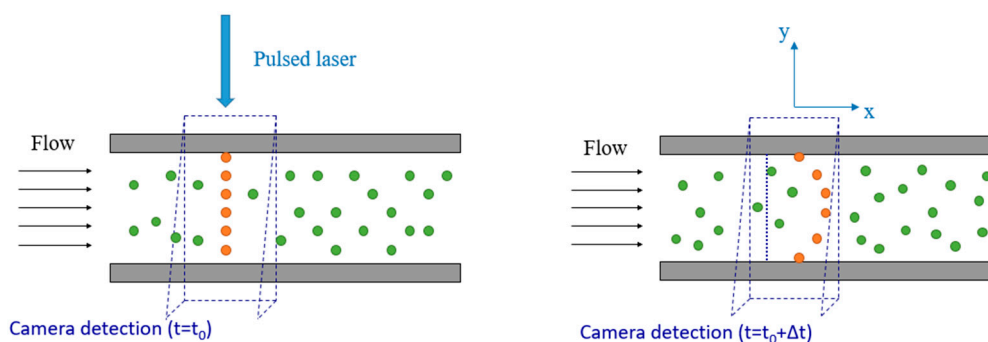 Pulsed laser
Flow
Camera detection (t=t₀)
y
x
Flow
Camera detection (t=t₀+Δt)